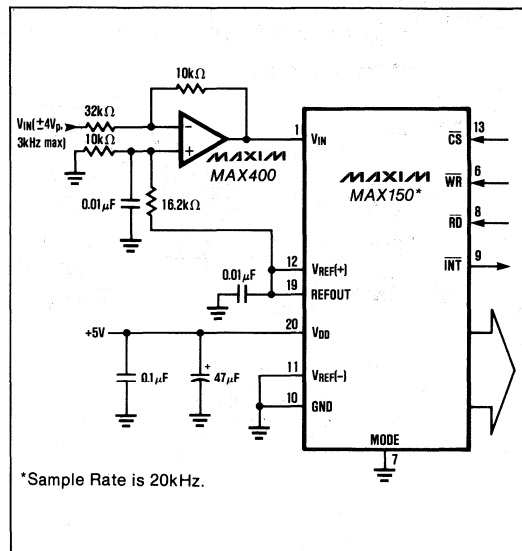 10kΩ
VIN(±4Vp,
3kHz max)
32kΩ
10kΩ
−
+
MAXIM
MAX400
0.01μF
16.2kΩ
0.01μF
+5V
0.1μF
+
47μF
1 VIN
MAXIM
MAX150*
12 VREF(+)
19 REFOUT
20 VDD
11 VREF(-)
10 GND
MODE
7
CS 13
WR 6
RD 8
INT 9
*Sample Rate is 20kHz.